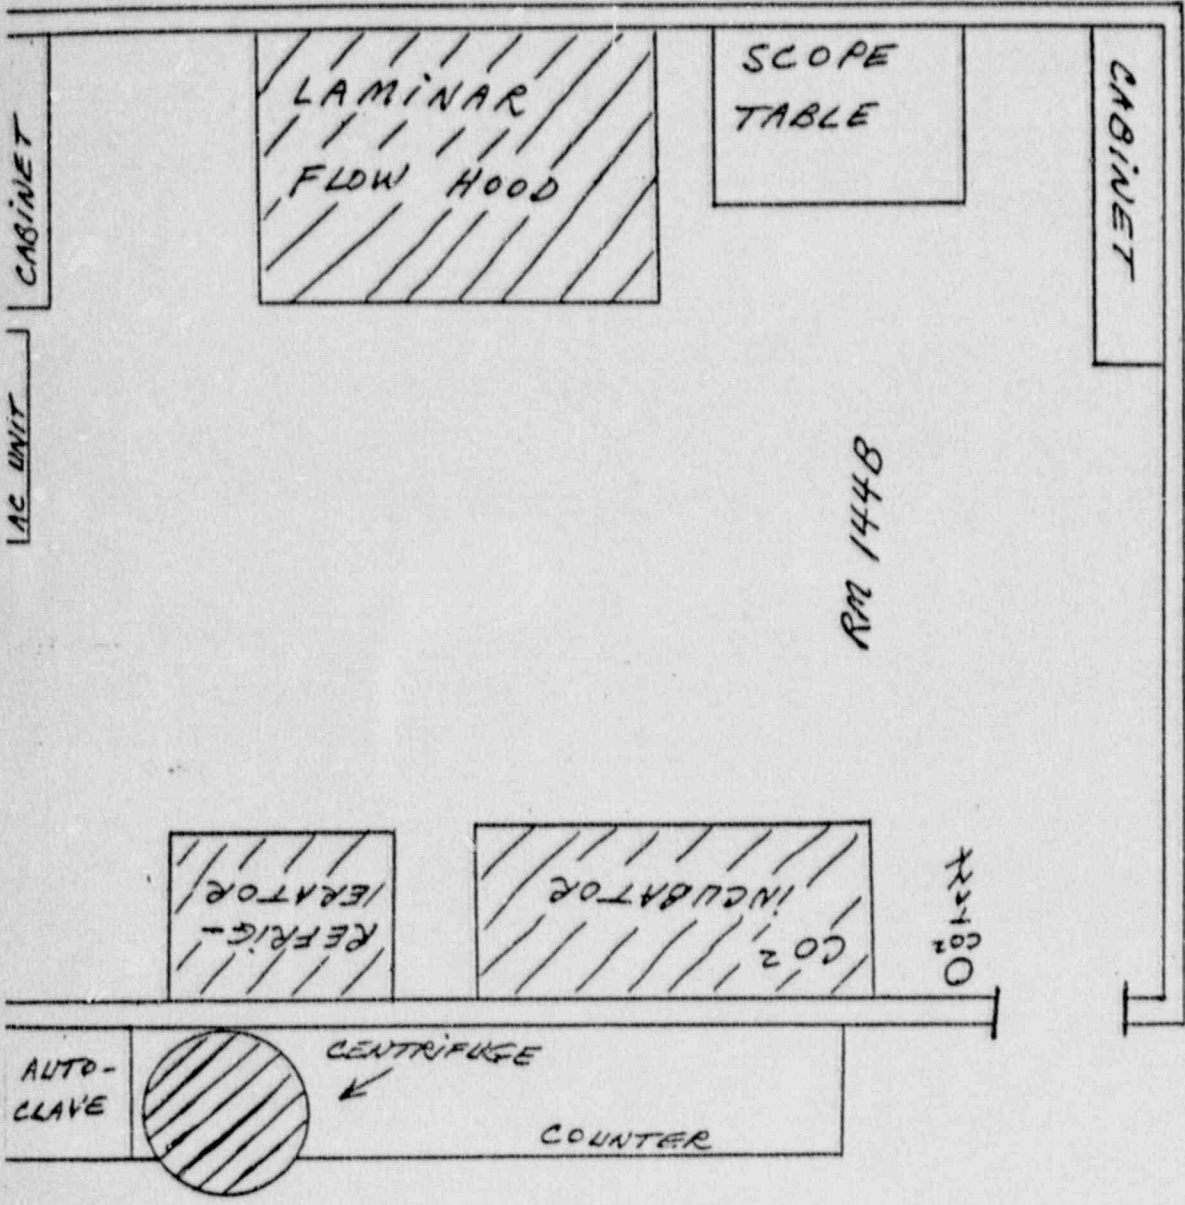 CABINET
LAMINAR
FLOW HOOD
SCOPE
TABLE
CABINET
AC UNIT
RM 1448
REFRIG-
ERATOR
CO2
INCUBATOR
CO2
TANK
AUTO-
CLAVE
CENTRIFUGE
COUNTER